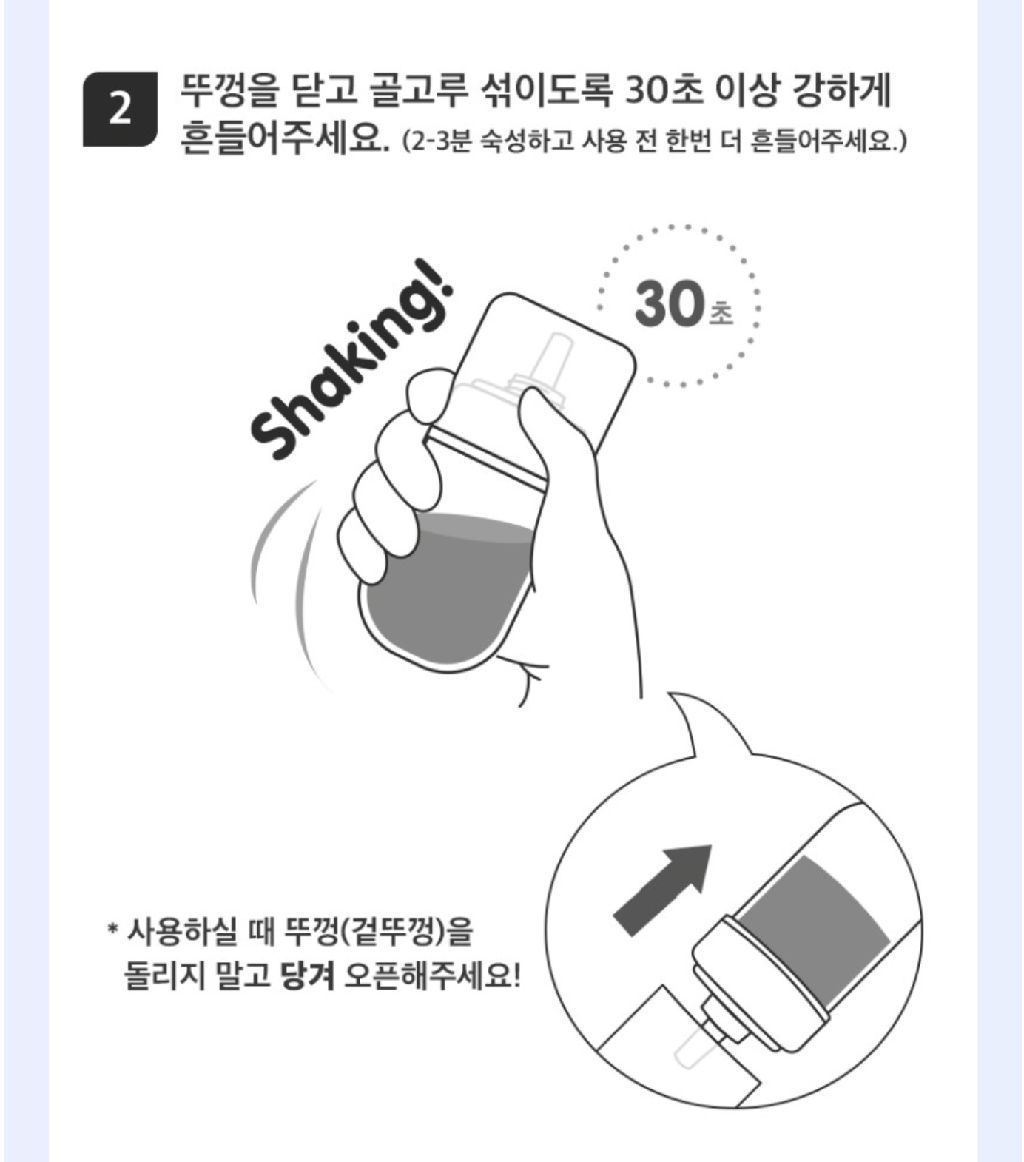 2
뚜껑을 닫고 골고루 섞이도록 30초 이상 강하게
흔들어주세요. (2-3분 숙성하고 사용 전 한번 더 흔들어주세요.)
Shaking!
30초
* 사용하실 때 뚜껑(겉뚜껑)을
돌리지 말고 당겨 오픈해주세요!